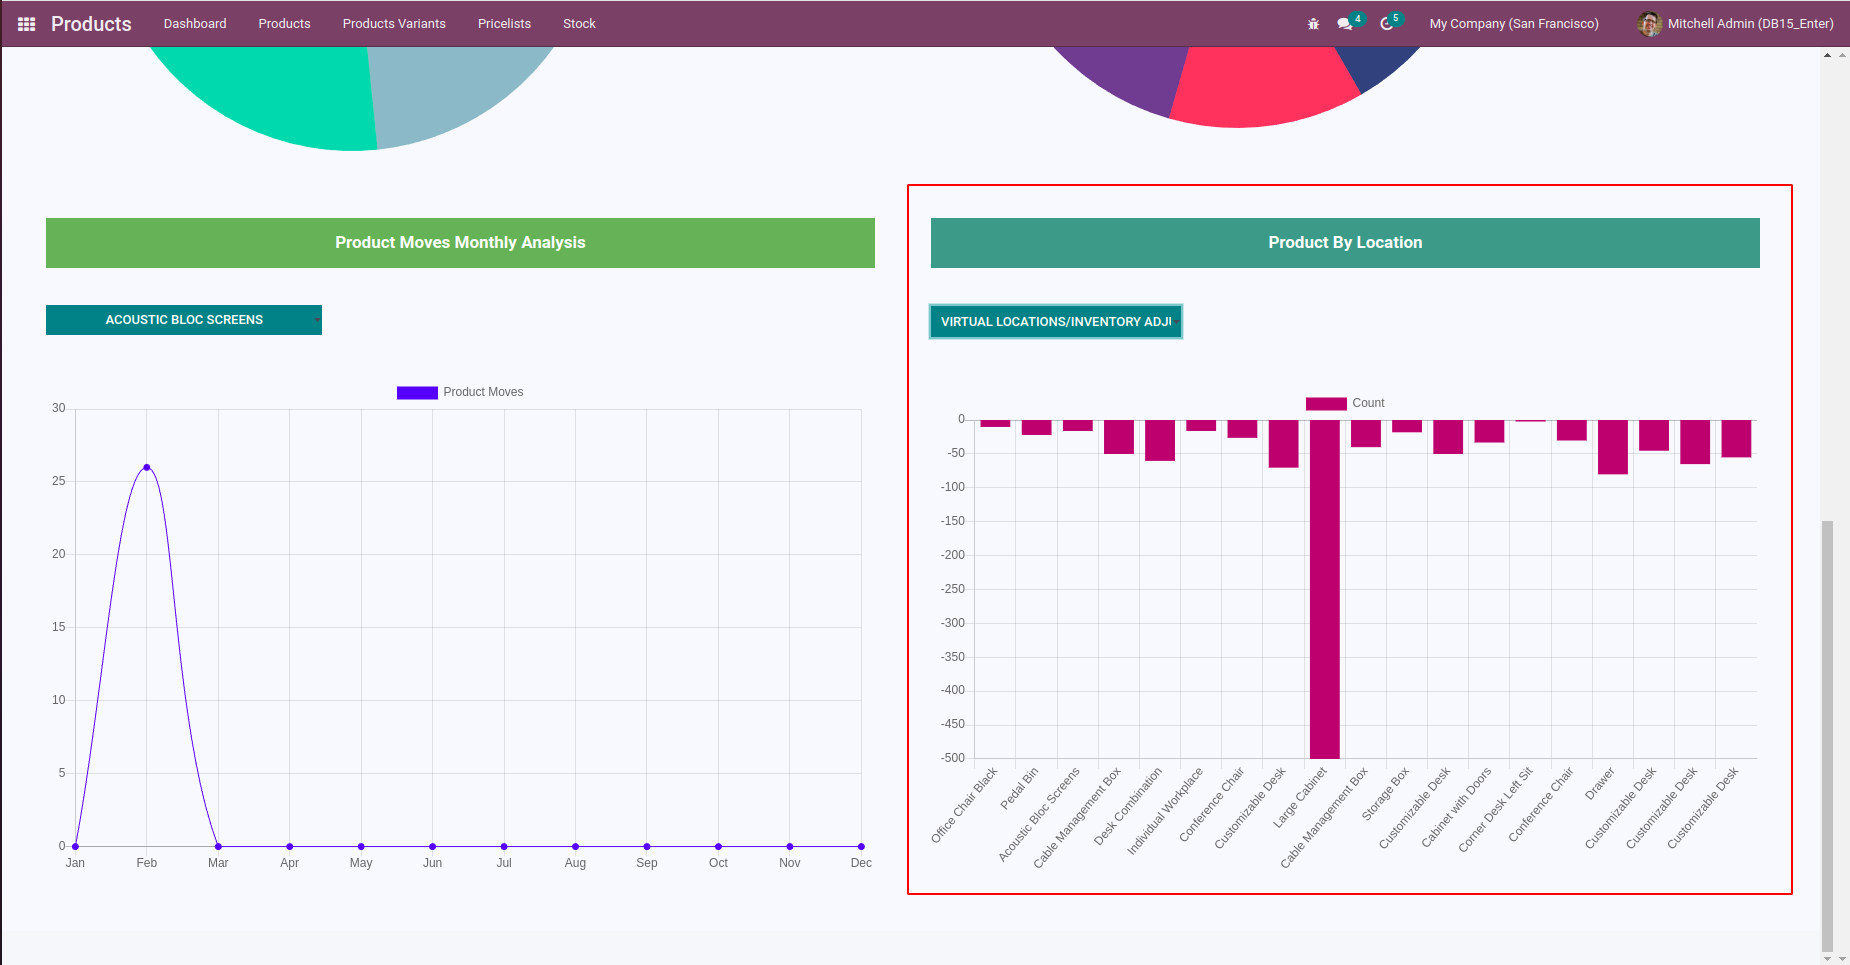 Products Dashboard Products Products Variants Pricelists Stock 4 5 My Company (San Francisco) Mitchell Admin (DB15_Enter)
Product Moves Monthly Analysis
ACOUSTIC BLOC SCREENS
Product Moves
30
25
20
15
10
5
0
Jan Feb Mar Apr May Jun Jul Aug Sep Oct Nov Dec
Product By Location
VIRTUAL LOCATIONS/INVENTORY ADJU
Count
0
-50
-100
-150
-200
-250
-300
-350
-400
-450
-500
Office Chair Black
Pedal Bin
Acoustic Bloc Screens
Cable Management Box
Desk Combination
Individual Workplace
Conference Chair
Customizable Desk
Large Cabinet
Cable Management Box
Storage Box
Customizable Desk
Cabinet with Doors
Corner Desk Left Sit
Conference Chair
Drawer
Customizable Desk
Customizable Desk
Customizable Desk